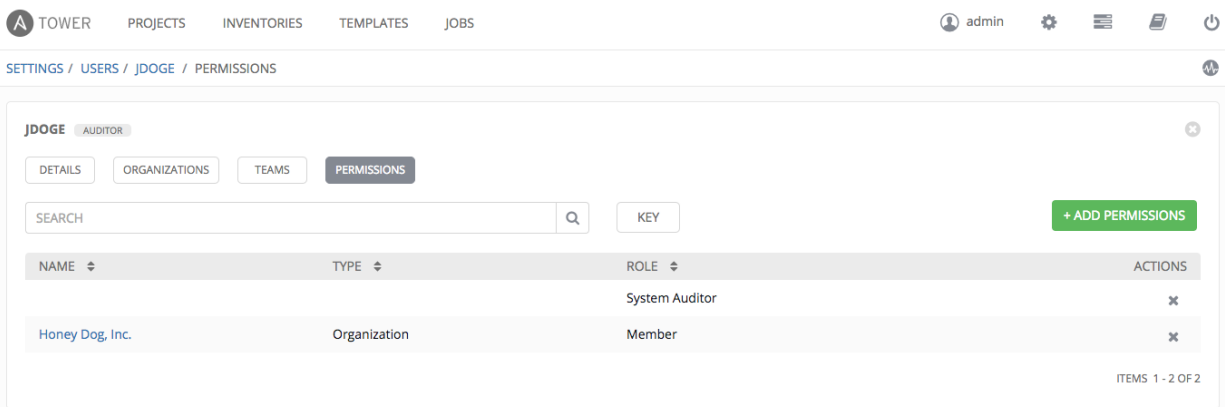 TOWER PROJECTS INVENTORIES TEMPLATES JOBS admin
SETTINGS / USERS / JDOGE / PERMISSIONS
JDOGE AUDITOR
DETAILS ORGANIZATIONS TEAMS PERMISSIONS
SEARCH KEY + ADD PERMISSIONS
NAME TYPE ROLE ACTIONS
System Auditor
Honey Dog, Inc. Organization Member
ITEMS 1 - 2 OF 2